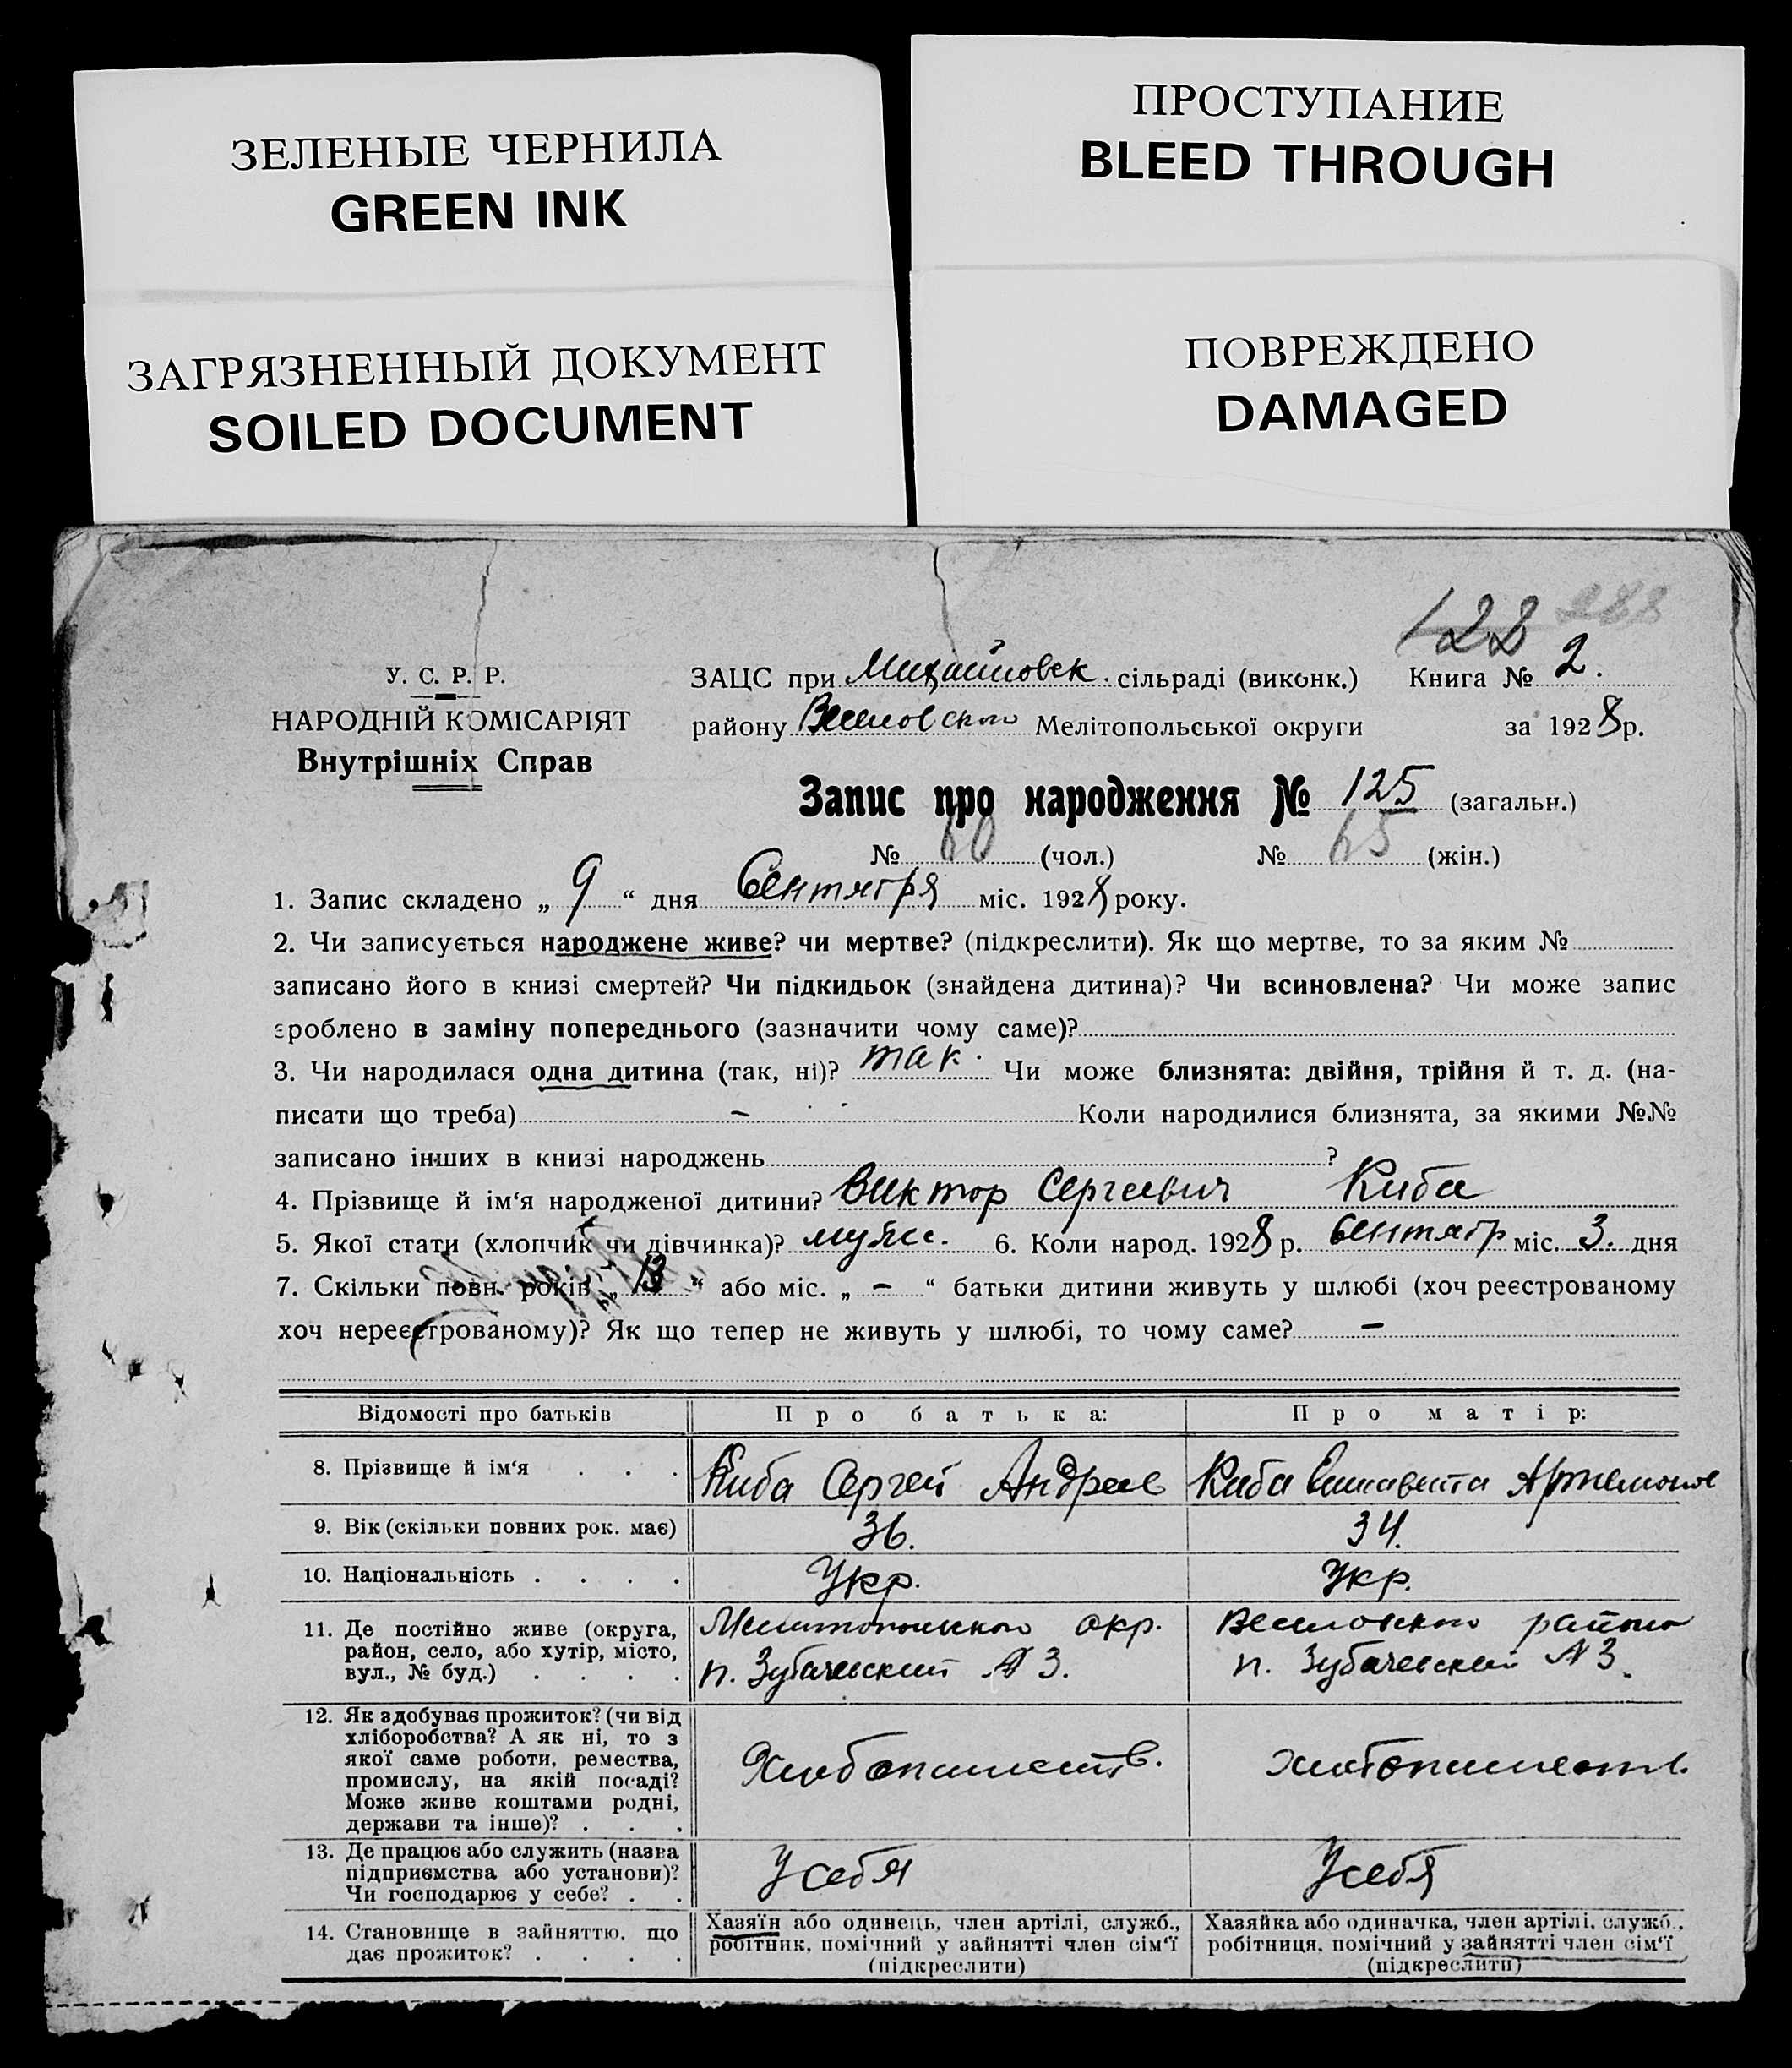 ЗЕЛЕНЫЕ ЧЕРНИЛА
GREEN INK
ЗАГРЯЗНЕННЫЙ ДОКУМЕНТ
SOILED DOCUMENT
ПРОСТУПАНИЕ
BLEED THROUGH
ПОВРЕЖДЕНО
DAMAGED
122 288
У. С. Р. Р.
НАРОДНІЙ КОМІСАРІЯТ
Внутрішніх Справ
ЗАЦС при Михайловск. сільраді (виконк.) Книга № 2.
району Веселовского Мелітопольської округи за 1928 р.
Запис про народження № 125 (загальн.)
№ 60 (чол.) № 65 (жін.)
1. Запис складено „ 9 “ дня Сентября міс. 1928 року.
2. Чи записується народжене живе? чи мертве? (підкреслити). Як що мертве, то за яким №
записано його в книзі смертей? Чи підкидьок (знайдена дитина)? Чи всиновлена? Чи може запис
зроблено в заміну попереднього (зазначити чому саме)?
3. Чи народилася одна дитина (так, ні)? так. Чи може близнята: двійня, трійня й т. д. (на-
писати що треба) – Коли народилися близнята, за якими №№
записано інших в книзі народжень ?
4. Прізвище й ім‘я народженої дитини? Виктор Сергеевич Киба
5. Якої стати (хлопчик чи дівчинка)? мужс. 6. Коли народ. 1928 р. Сентябр міс. 3. дня
7. Скільки повн. років „ 13 “ або міс. „ – “ батьки дитини живуть у шлюбі (хоч реєстрованому
хоч нереєстрованому)? Як що тепер не живуть у шлюбі, то чому саме? –
Відомості про батьків Про батька: Про матір:
8. Прізвище й ім‘я . . . Киба Сергей Андреев Киба Елисавета Артемонов
9. Вік (скільки повних рок. має) 36. 34.
10. Національність . . . . Укр. Укр.
11. Де постійно живе (округа,
район, село, або хутір, місто,
вул., № буд.) . . . .
Мелитопольского окр.
п. Зубачевский № 3.
Веселовского района
п. Зубачевский № 3.
12. Як здобуває прожиток? (чи від
хліборобства? А як ні, то з
якої саме роботи, ремества,
промислу, на якій посаді?
Може живе коштами родні,
держави та інше)? . . .
Хлебопашеств.
хлебопашеств.
13. Де працює або служить (назва
підприємства або установи)?
Чи господарює у себе? . .
У себя
У себя
14. Становище в зайняттю, що
дає прожиток? . . . .
Хазяїн або одинець, член артілі, служб.,
робітник, помічний у зайнятті член сім‘ї
(підкреслити)
Хазяйка або одиначка, член артілі, служб.,
робітниця, помічний у зайнятті член сім‘ї
(підкреслити)